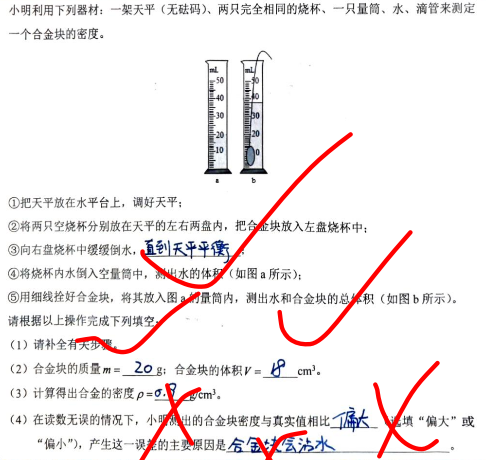 小明利用下列器材：一架天平（无砝码）、两只完全相同的烧杯、一只量筒、水、滴管来测定
一个合金块的密度。
mL 50 40 30 20 10
mL 50 40 30 20 10
a b
①把天平放在水平台上，调好天平；
②将两只空烧杯分别放在天平的左右两盘内，把合金块放入左盘烧杯中；
③向右盘烧杯中缓缓倒水，直到天平平衡；
④将烧杯内水倒入空量筒中，测出水的体积（如图 a 所示）；
⑤用细线拴好合金块，将其放入图 a 的量筒内，测出水和合金块的总体积（如图 b 所示）。
请根据以上操作完成下列填空：
（1）请补全有关步骤。
（2）合金块的质量 m = 20 g；合金块的体积 V = 18 cm³。
（3）计算得出合金的密度 ρ = 0.9 g/cm³。
（4）在读数无误的情况下，小明测出的合金块密度与真实值相比 偏大 （选填“偏大”或
“偏小”），产生这一误差的主要原因是 合金块会沾水 。